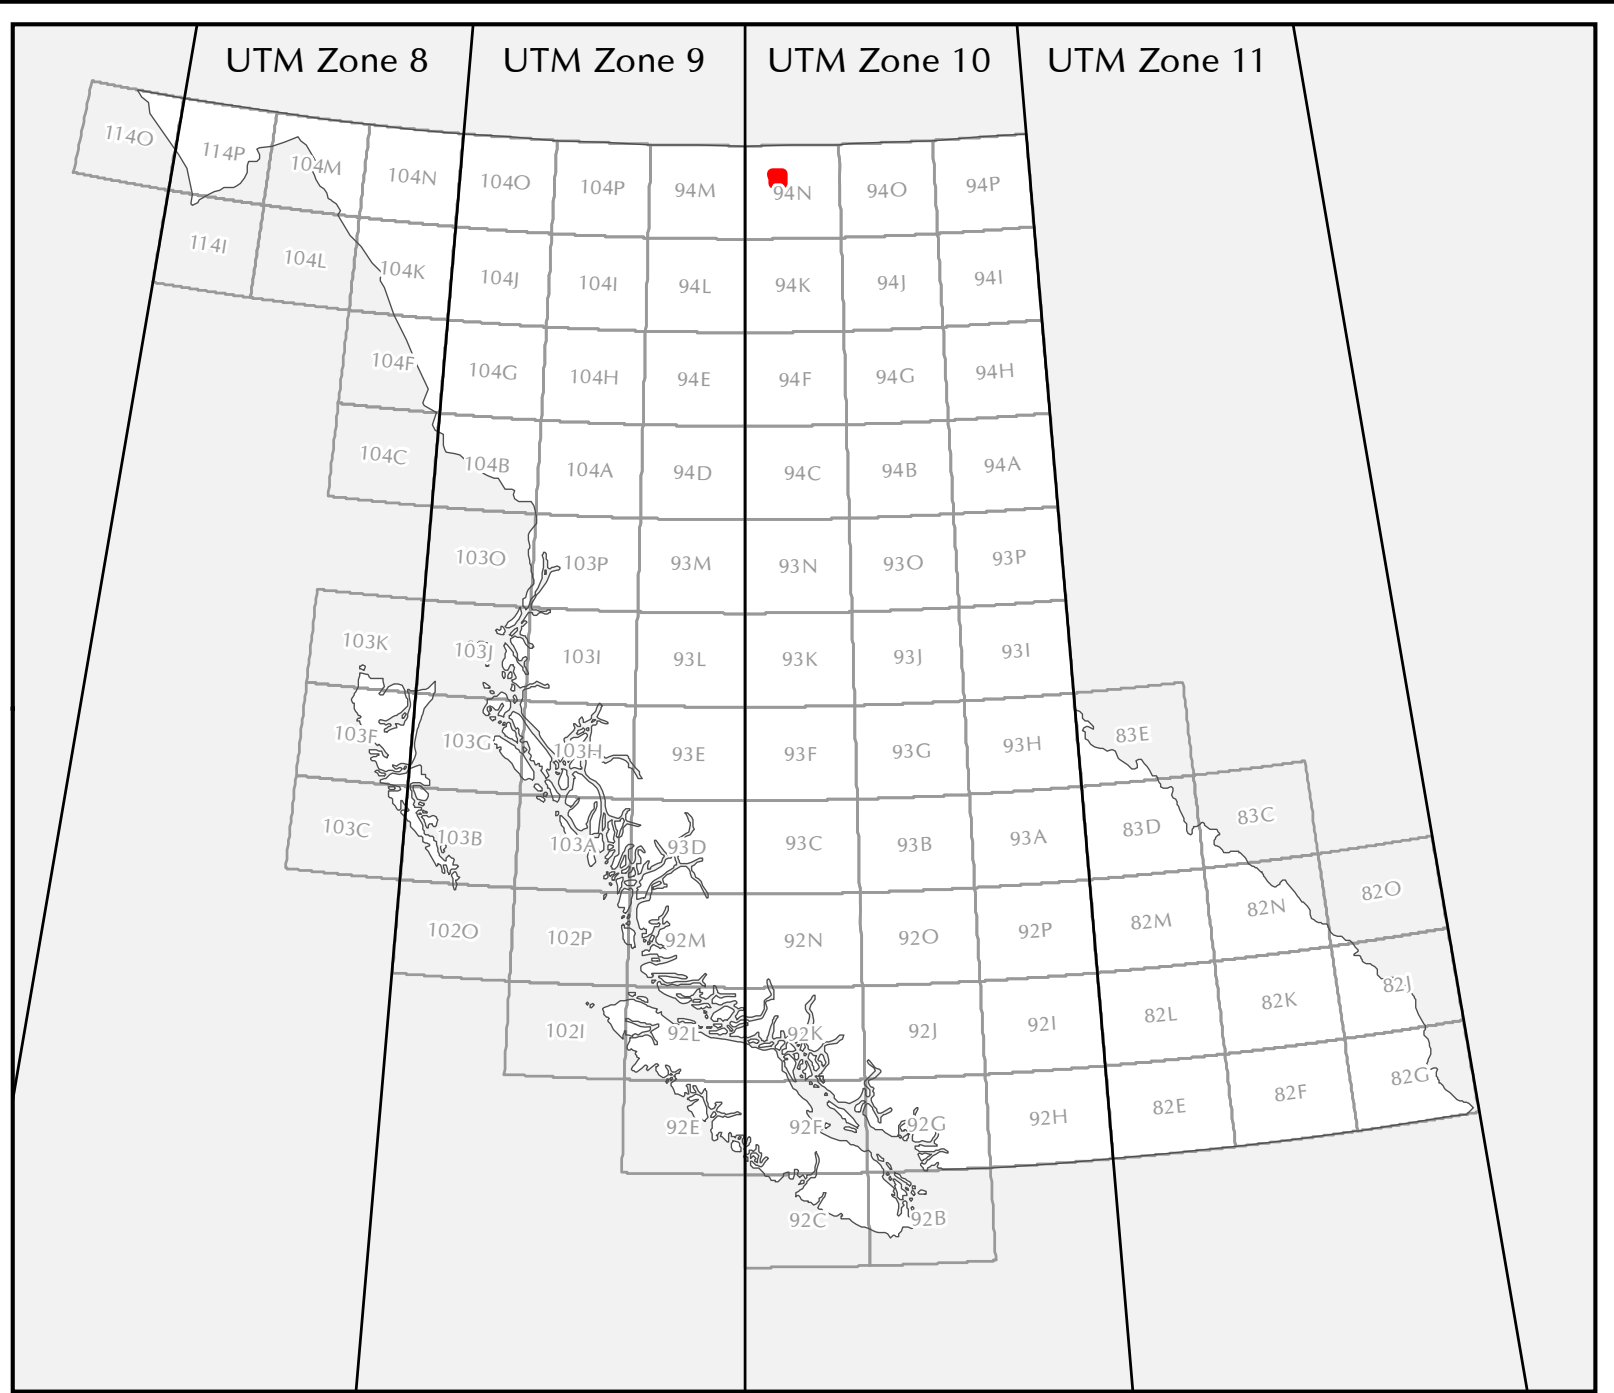 UTM Zone 8 UTM Zone 9 UTM Zone 10 UTM Zone 11
114O 114P 104M 104N 104O 104P 94M 94N 94O 94P
114I 104L 104K 104J 104I 94L 94K 94J 94I
104F 104G 104H 94E 94F 94G 94H
104C 104B 104A 94D 94C 94B 94A
103O 103P 93M 93N 93O 93P
103K 103J 103I 93L 93K 93J 93I
103F 103G 103H 93E 93F 93G 93H 83E
103C 103B 103A 93D 93C 93B 93A 83D 83C
102O 102P 92M 92N 92O 92P 82M 82N 82O
102I 92L 92K 92J 92I 82L 82K 82J
92E 92F 92G 92H 82E 82F 82G
92C 92B